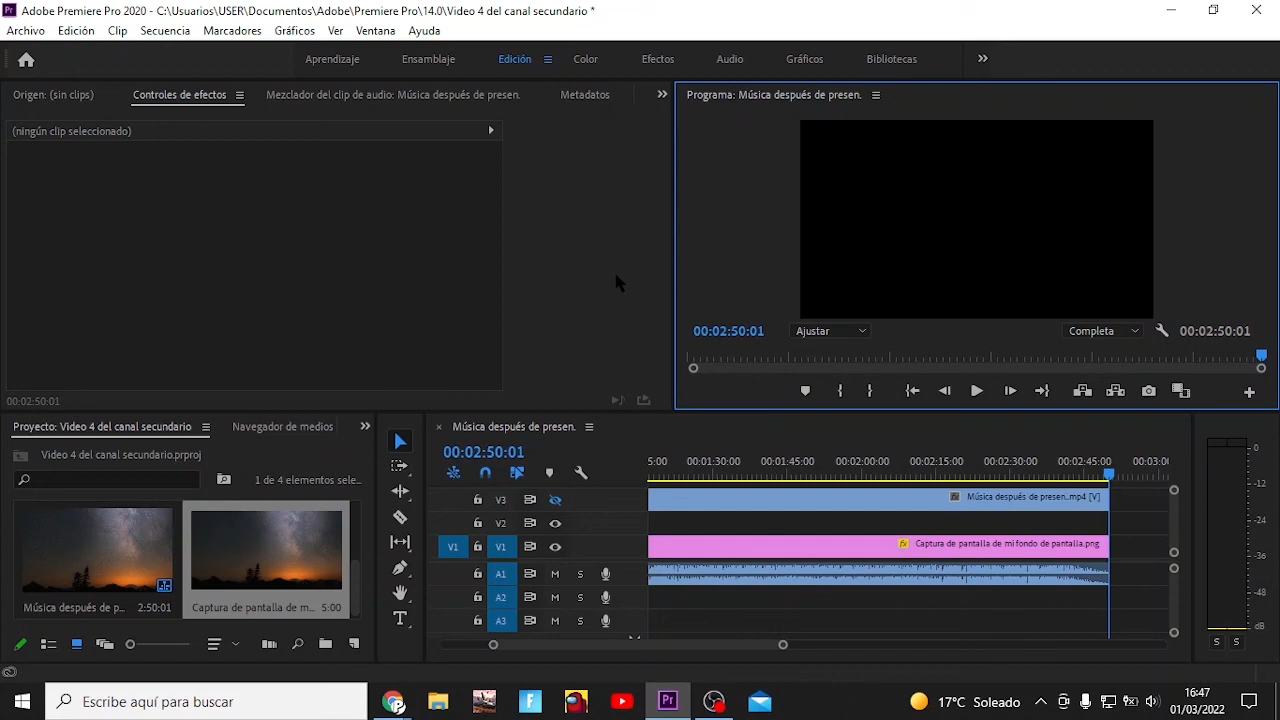 Adobe Premiere Pro 2020 - C:\Usuarios\USER\Documentos\Adobe\Premiere Pro\14.0\Video 4 del canal secundario *
Archivo Edición Clip Secuencia Marcadores Gráficos Ver Ventana Ayuda
Aprendizaje Ensamblaje Edición Color Efectos Audio Gráficos Bibliotecas
Origen: (sin clips) Controles de efectos Mezclador del clip de audio: Música después de presen. Metadatos
Programa: Música después de presen.
(ningún clip seleccionado)
00:02:50:01 Ajustar Completa 00:02:50:01
00:02:50:01
Proyecto: Video 4 del canal secundario Navegador de medios
Video 4 del canal secundario.prproj
1 de 4 elementos sele...
Música después de p... 2:50:01
Captura de pantalla de m... 5:00
Música después de presen.
00:02:50:01
5:00 00:01:30:00 00:01:45:00 00:02:00:00 00:02:15:00 00:02:30:00 00:02:45:00 00:03:00
V3 fx Música después de presen..mp4 [V]
V2
V1 V1 fx Captura de pantalla de mi fondo de pantalla.png
A1 M S
A2 M S
A3 M S
0
-12
-24
-36
-48
dB
S S
Escribe aquí para buscar
17°C Soleado
16:47
01/03/2022